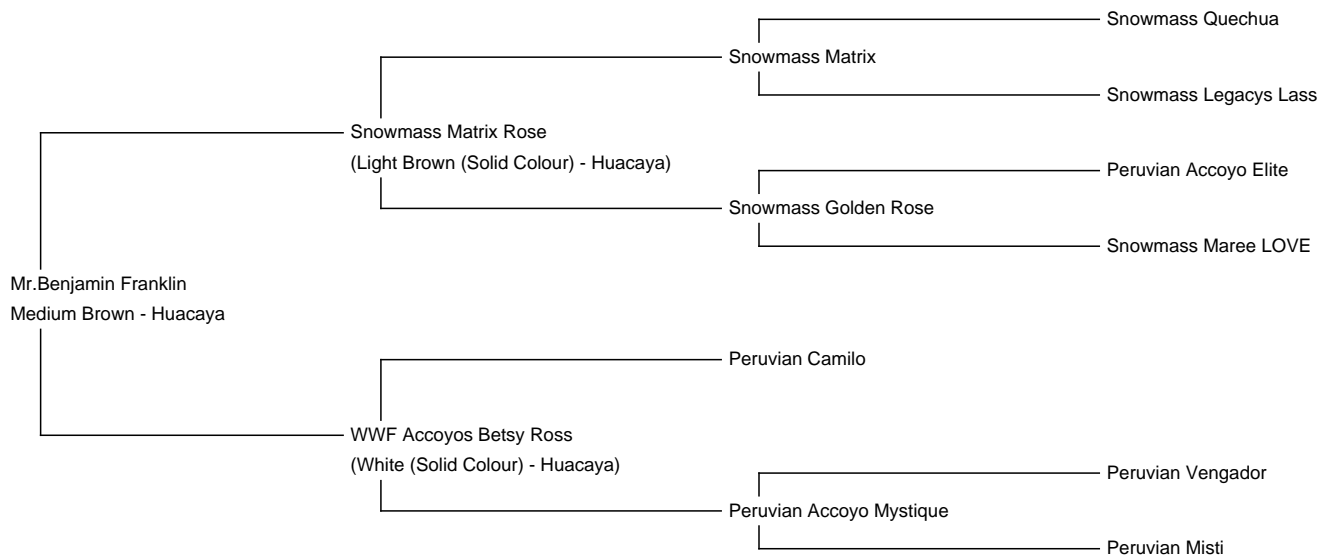 Snowmass Quechua
Snowmass Matrix
Snowmass Legacys Lass
Snowmass Matrix Rose
(Light Brown (Solid Colour) - Huacaya)
Peruvian Accoyo Elite
Snowmass Golden Rose
Snowmass Maree LOVE
Mr.Benjamin Franklin
Medium Brown - Huacaya
Peruvian Camilo
WWF Accoyos Betsy Ross
(White (Solid Colour) - Huacaya)
Peruvian Vengador
Peruvian Accoyo Mystique
Peruvian Misti